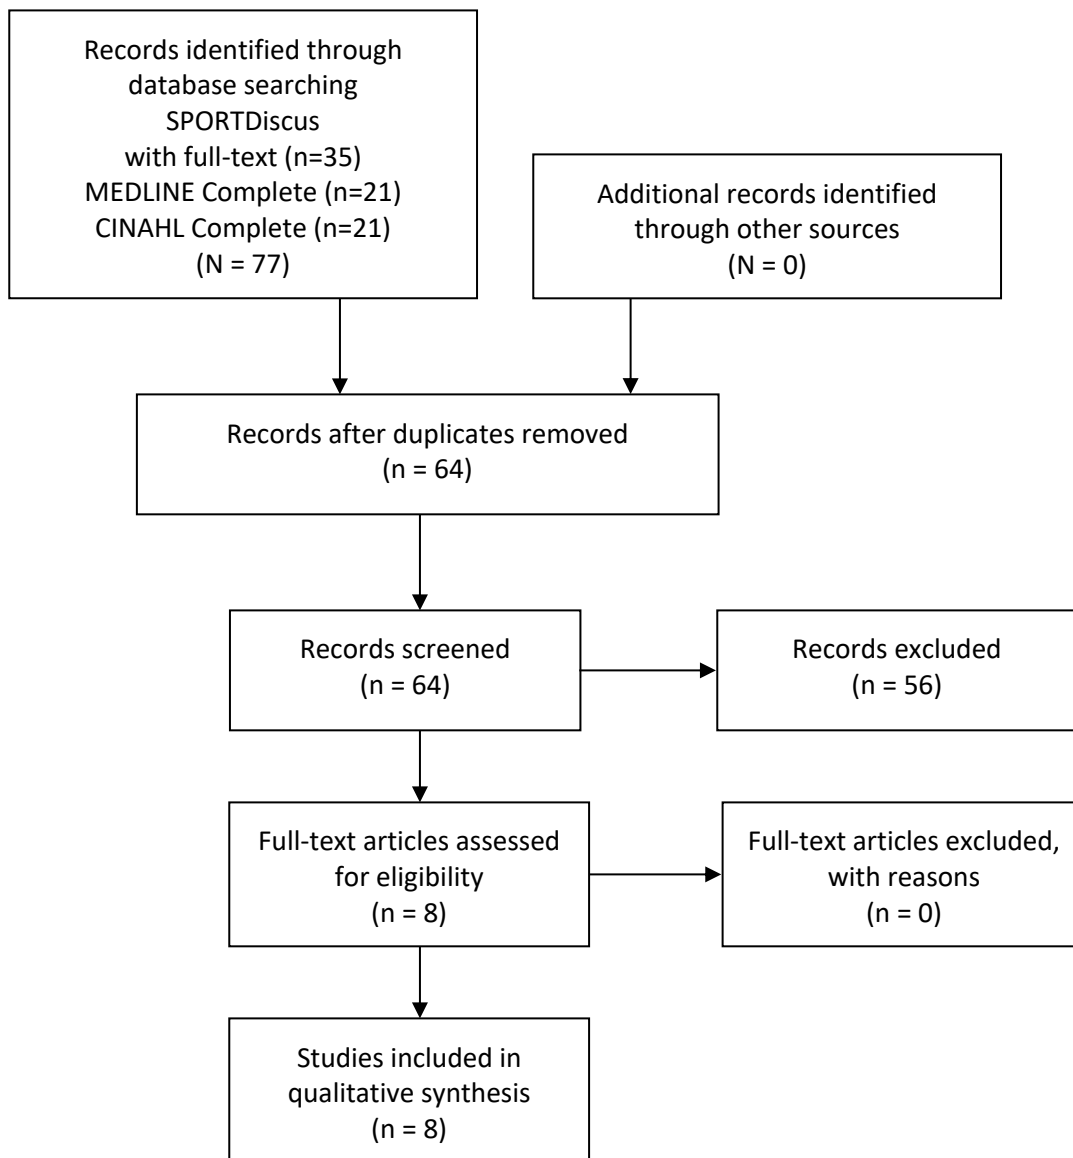 Records identified through
database searching
SPORTDiscus
with full-text (n=35)
MEDLINE Complete (n=21)
CINAHL Complete (n=21)
(N = 77)
Additional records identified
through other sources
(N = 0)
Records after duplicates removed
(n = 64)
Records screened
(n = 64)
Records excluded
(n = 56)
Full-text articles assessed
for eligibility
(n = 8)
Full-text articles excluded,
with reasons
(n = 0)
Studies included in
qualitative synthesis
(n = 8)